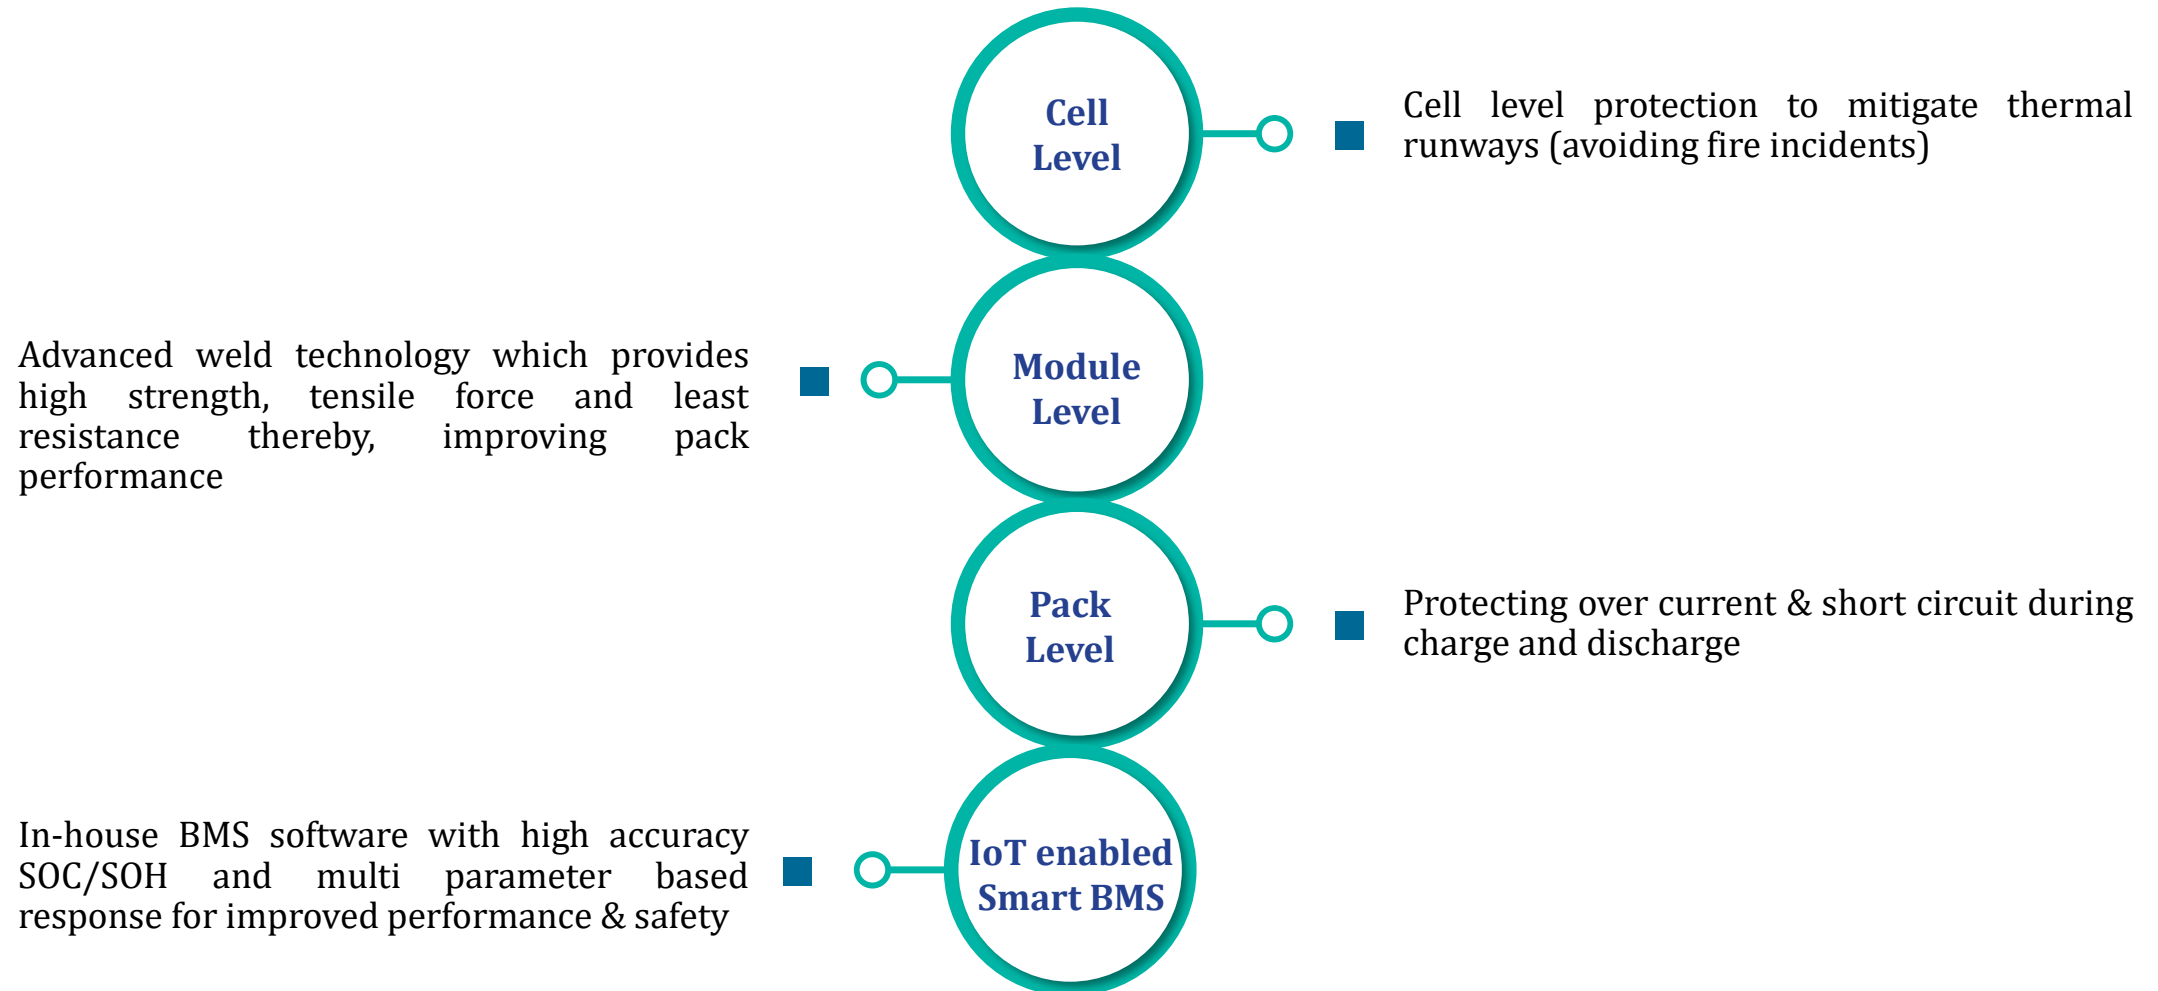 Cell
Level
Cell level protection to mitigate thermal
runways (avoiding fire incidents)
Module
Level
Advanced weld technology which provides
high strength, tensile force and least
resistance thereby, improving pack
performance
Pack
Level
Protecting over current & short circuit during
charge and discharge
IoT enabled
Smart BMS
In-house BMS software with high accuracy
SOC/SOH and multi parameter based
response for improved performance & safety